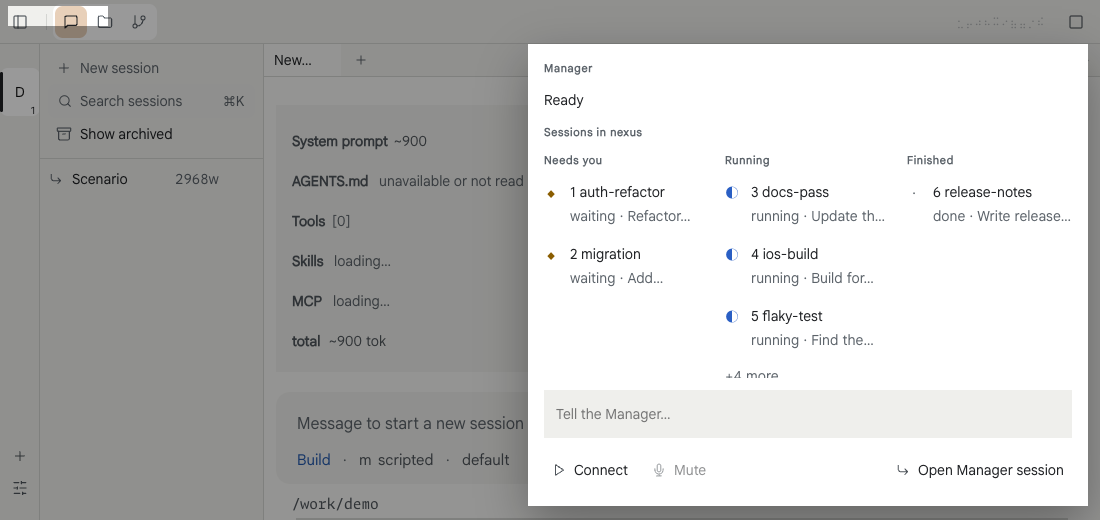 D
1
New session
Search sessions ⌘K
Show archived
Scenario 2968w
New...
System prompt ~900
AGENTS.md unavailable or not read
Tools [0]
Skills loading...
MCP loading...
total ~900 tok
Message to start a new session
Build · m scripted · default
/work/demo
Manager
Ready
Sessions in nexus
Needs you Running Finished
1 auth-refactor 3 docs-pass 6 release-notes
waiting · Refactor... running · Update th... done · Write release...
2 migration 4 ios-build
waiting · Add... running · Build for...
5 flaky-test
running · Find the...
+4 more
Tell the Manager...
Connect Mute Open Manager session